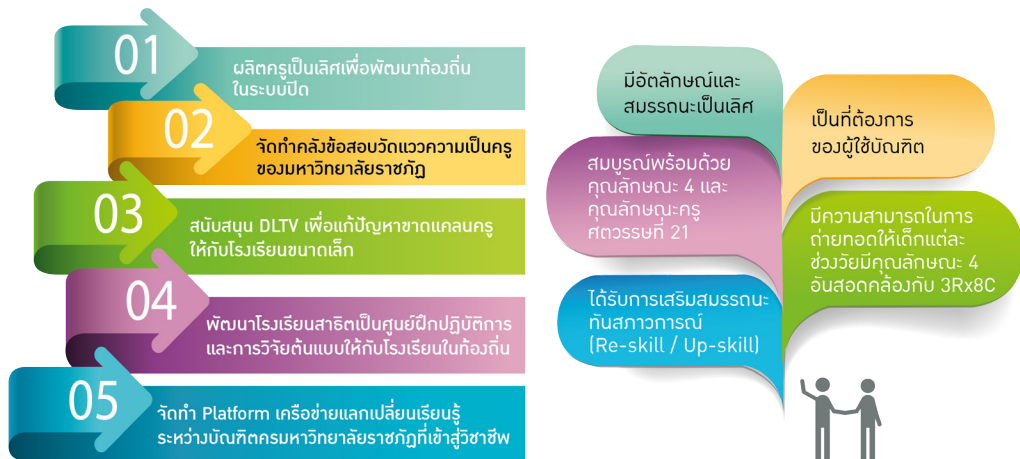 01
ผลิตครูเป็นเลิศเพื่อพัฒนาท้องถิ่น
ในระบบปิด
02
จัดทำคลังข้อสอบวัดแววความเป็นครู
ของมหาวิทยาลัยราชภัฏ
03
สนับสนุน DLTV เพื่อแก้ปัญหาขาดแคลนครู
ให้กับโรงเรียนขนาดเล็ก
04
พัฒนาโรงเรียนสาธิตเป็นศูนย์ฝึกปฏิบัติการ
และการวิจัยต้นแบบให้กับโรงเรียนในท้องถิ่น
05
จัดทำ Platform เครือข่ายแลกเปลี่ยนเรียนรู้
ระหว่างบัณฑิตครูมหาวิทยาลัยราชภัฏที่เข้าสู่วิชาชีพ
มีอัตลักษณ์และ
สมรรถนะเป็นเลิศ
เป็นที่ต้องการ
ของผู้ใช้บัณฑิต
สมบูรณ์พร้อมด้วย
คุณลักษณะ 4 และ
คุณลักษณะครู
ศตวรรษที่ 21
มีความสามารถในการ
ถ่ายทอดให้เด็กแต่ละ
ช่วงวัยมีคุณลักษณะ 4
อันสอดคล้องกับ 3Rx8C
ได้รับการเสริมสมรรถนะ
ทันสภาวการณ์
(Re-skill / Up-skill)